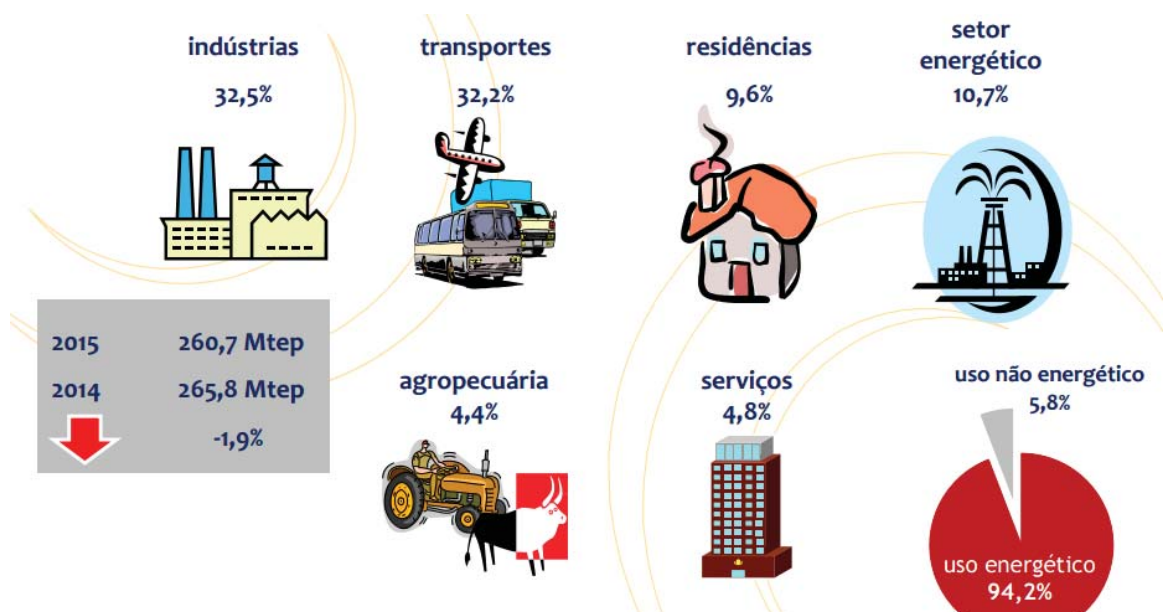 indústrias
32,5%
transportes
32,2%
residências
9,6%
setor
energético
10,7%
2015 260,7 Mtep
2014 265,8 Mtep
-1,9%
agropecuária
4,4%
serviços
4,8%
uso não energético
5,8%
uso energético
94,2%